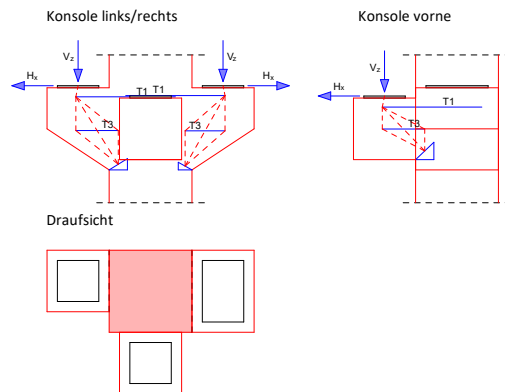 Konsole links/rechts
Konsole vorne
Vz Vz
Hx Hx
T1 T1
T3 T3
Vz
Hx
T1
T3
Draufsicht